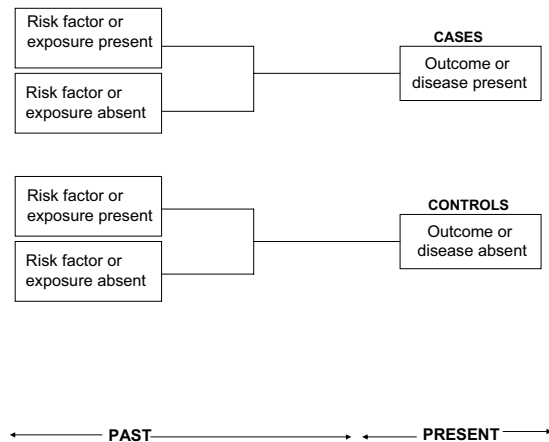 Risk factor or
exposure present
Risk factor or
exposure absent
CASES
Outcome or
disease present
Risk factor or
exposure present
Risk factor or
exposure absent
CONTROLS
Outcome or
disease absent
PAST
PRESENT